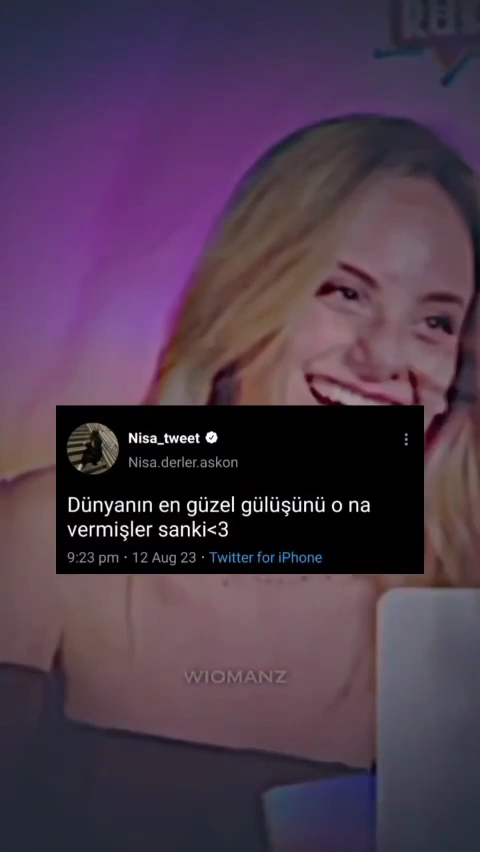 Nisa_tweet
Nisa.derler.askon
Dünyanın en güzel gülüşünü o na
vermişler sanki<3
9:23 pm · 12 Aug 23 · Twitter for iPhone
WIOMANZ